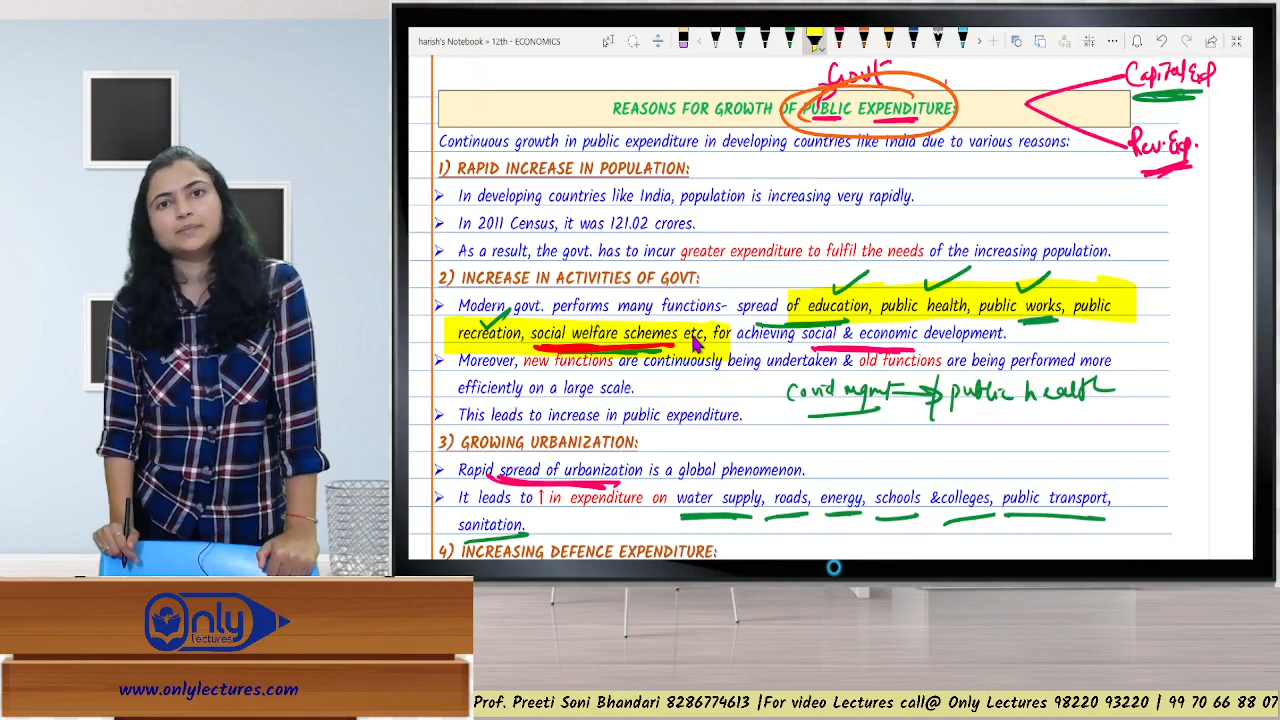 harish's Notebook » 12th - ECONOMICS
Govt
Capital Exp
REASONS FOR GROWTH OF PUBLIC EXPENDITURE:
Rev. Exp.
Continuous growth in public expenditure in developing countries like India due to various reasons:
1) RAPID INCREASE IN POPULATION:
➤ In developing countries like India, population is increasing very rapidly.
➤ In 2011 Census, it was 121.02 crores.
➤ As a result, the govt. has to incur greater expenditure to fulfil the needs of the increasing population.
2) INCREASE IN ACTIVITIES OF GOVT:
➤ Modern govt. performs many functions- spread of education, public health, public works, public
recreation, social welfare schemes etc, for achieving social & economic development.
➤ Moreover, new functions are continuously being undertaken & old functions are being performed more
efficiently on a large scale.
Covid mgmt → public health
➤ This leads to increase in public expenditure.
3) GROWING URBANIZATION:
➤ Rapid spread of urbanization is a global phenomenon.
➤ It leads to ↑ in expenditure on water supply, roads, energy, schools &colleges, public transport,
sanitation.
4) INCREASING DEFENCE EXPENDITURE:
Only
lectures
www.onlylectures.com
Prof. Preeti Soni Bhandari 8286774613 |For video Lectures call@ Only Lectures 98220 93220 | 99 70 66 88 07